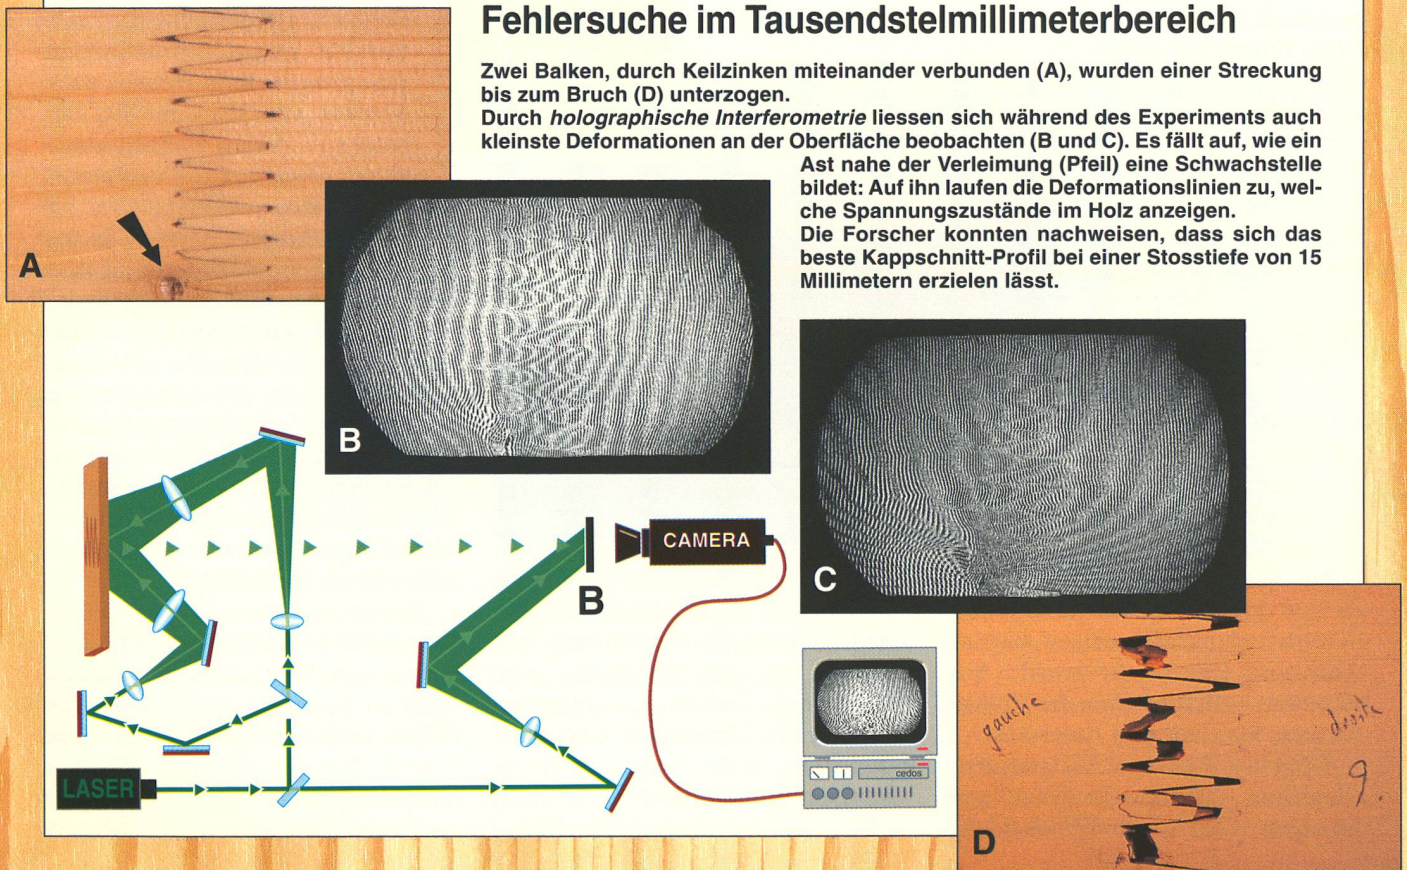 Fehlersuche im Tausendstelmillimeterbereich
Zwei Balken, durch Keilzinken miteinander verbunden (A), wurden einer Streckung
bis zum Bruch (D) unterzogen.
Durch holographische Interferometrie liessen sich während des Experiments auch
kleinste Deformationen an der Oberfläche beobachten (B und C). Es fällt auf, wie ein
Ast nahe der Verleimung (Pfeil) eine Schwachstelle
bildet: Auf ihn laufen die Deformationslinien zu, wel-
che Spannungszustände im Holz anzeigen.
Die Forscher konnten nachweisen, dass sich das
beste Kappschnitt-Profil bei einer Stosstiefe von 15
Millimetern erzielen lässt.
A
B
C
CAMERA
B
LASER
cedos
gauche
droite
9.
D